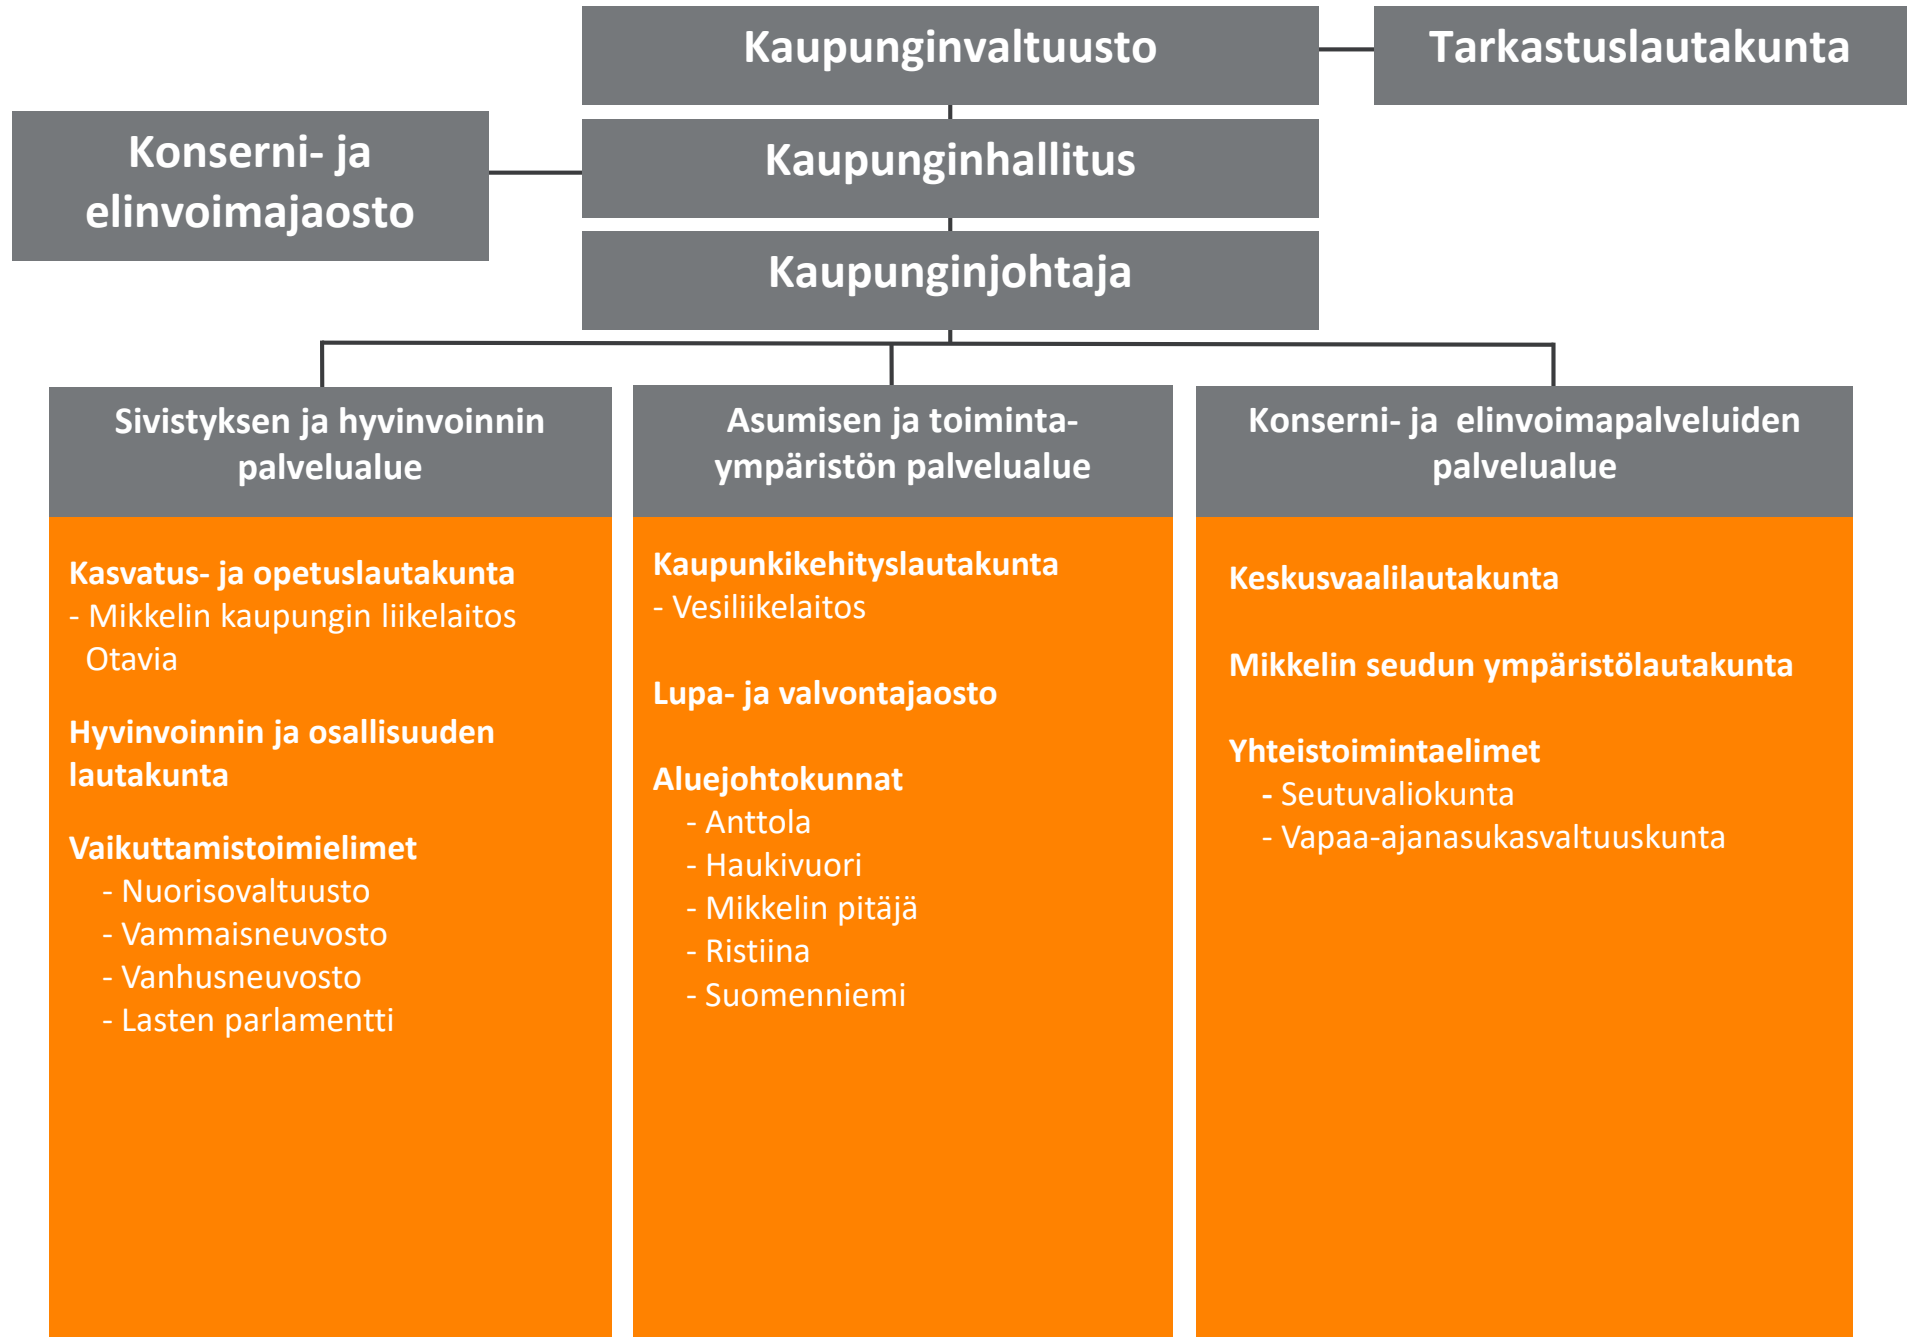 Kaupunginvaltuusto
Tarkastuslautakunta
Konserni- ja
elinvoimajaosto
Kaupunginhallitus
Kaupunginjohtaja
Sivistyksen ja hyvinvoinnin
palvelualue
Kasvatus- ja opetuslautakunta
- Mikkelin kaupungin liikelaitos
Otavia
Hyvinvoinnin ja osallisuuden
lautakunta
Vaikuttamistoimielimet
- Nuorisovaltuusto
- Vammaisneuvosto
- Vanhusneuvosto
- Lasten parlamentti
Asumisen ja toiminta-
ympäristön palvelualue
Kaupunkikehityslautakunta
- Vesiliikelaitos
Lupa- ja valvontajaosto
Aluejohtokunnat
- Anttola
- Haukivuori
- Mikkelin pitäjä
- Ristiina
- Suomenniemi
Konserni- ja elinvoimapalveluiden
palvelualue
Keskusvaalilautakunta
Mikkelin seudun ympäristölautakunta
Yhteistoimintaelimet
- Seutuvaliokunta
- Vapaa-ajanasukasvaltuuskunta